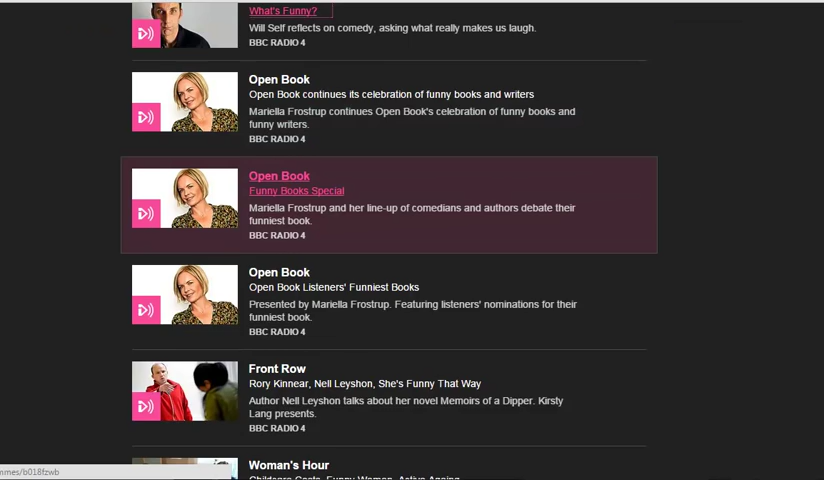 What's Funny?
Will Self reflects on comedy, asking what really makes us laugh.
BBC RADIO 4
Open Book
Open Book continues its celebration of funny books and writers
Mariella Frostrup continues Open Book's celebration of funny books and
funny writers.
BBC RADIO 4
Open Book
Funny Books Special
Mariella Frostrup and her line-up of comedians and authors debate their
funniest book.
BBC RADIO 4
Open Book
Open Book Listeners' Funniest Books
Presented by Mariella Frostrup. Featuring listeners' nominations for their
funniest book.
BBC RADIO 4
Front Row
Rory Kinnear, Nell Leyshon, She's Funny That Way
Author Nell Leyshon talks about her novel Memoirs of a Dipper. Kirsty
Lang presents.
BBC RADIO 4
Woman's Hour
Childcare Costs, Funny Women, Active Ageing
mmes/b018fzwb